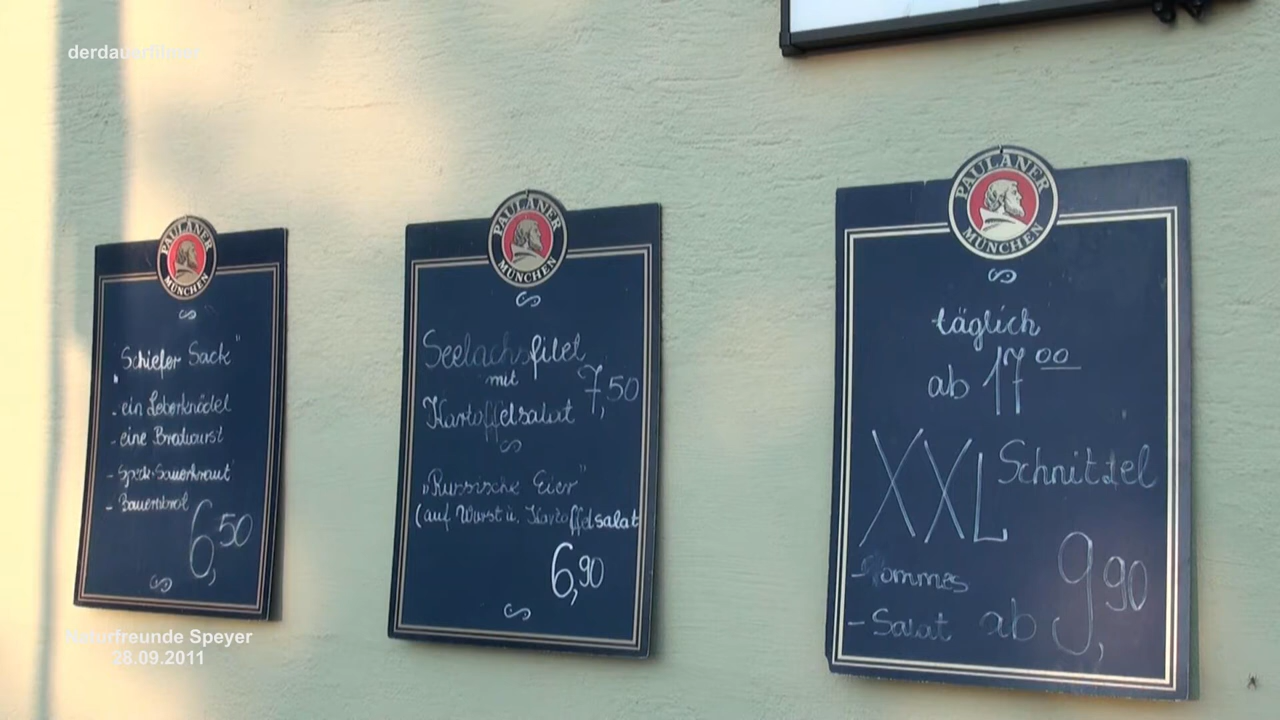 derdauerfilmer
PAULANER
MÜNCHEN
„Schiefer Sack"
- ein Leberknödel
- eine Bratwurst
- Speck-Sauerkraut
- Bauernbrot
6,50
PAULANER
MÜNCHEN
Seelachsfilet
mit
7,50
Kartoffelsalat
„Russische Eier"
(auf Wurst u. Kartoffelsalat
6,90
PAULANER
MÜNCHEN
täglich
ab 17 00
XXL Schnitzel
- Pommes
- Salat ab 9,90
Naturfreunde Speyer
28.09.2011